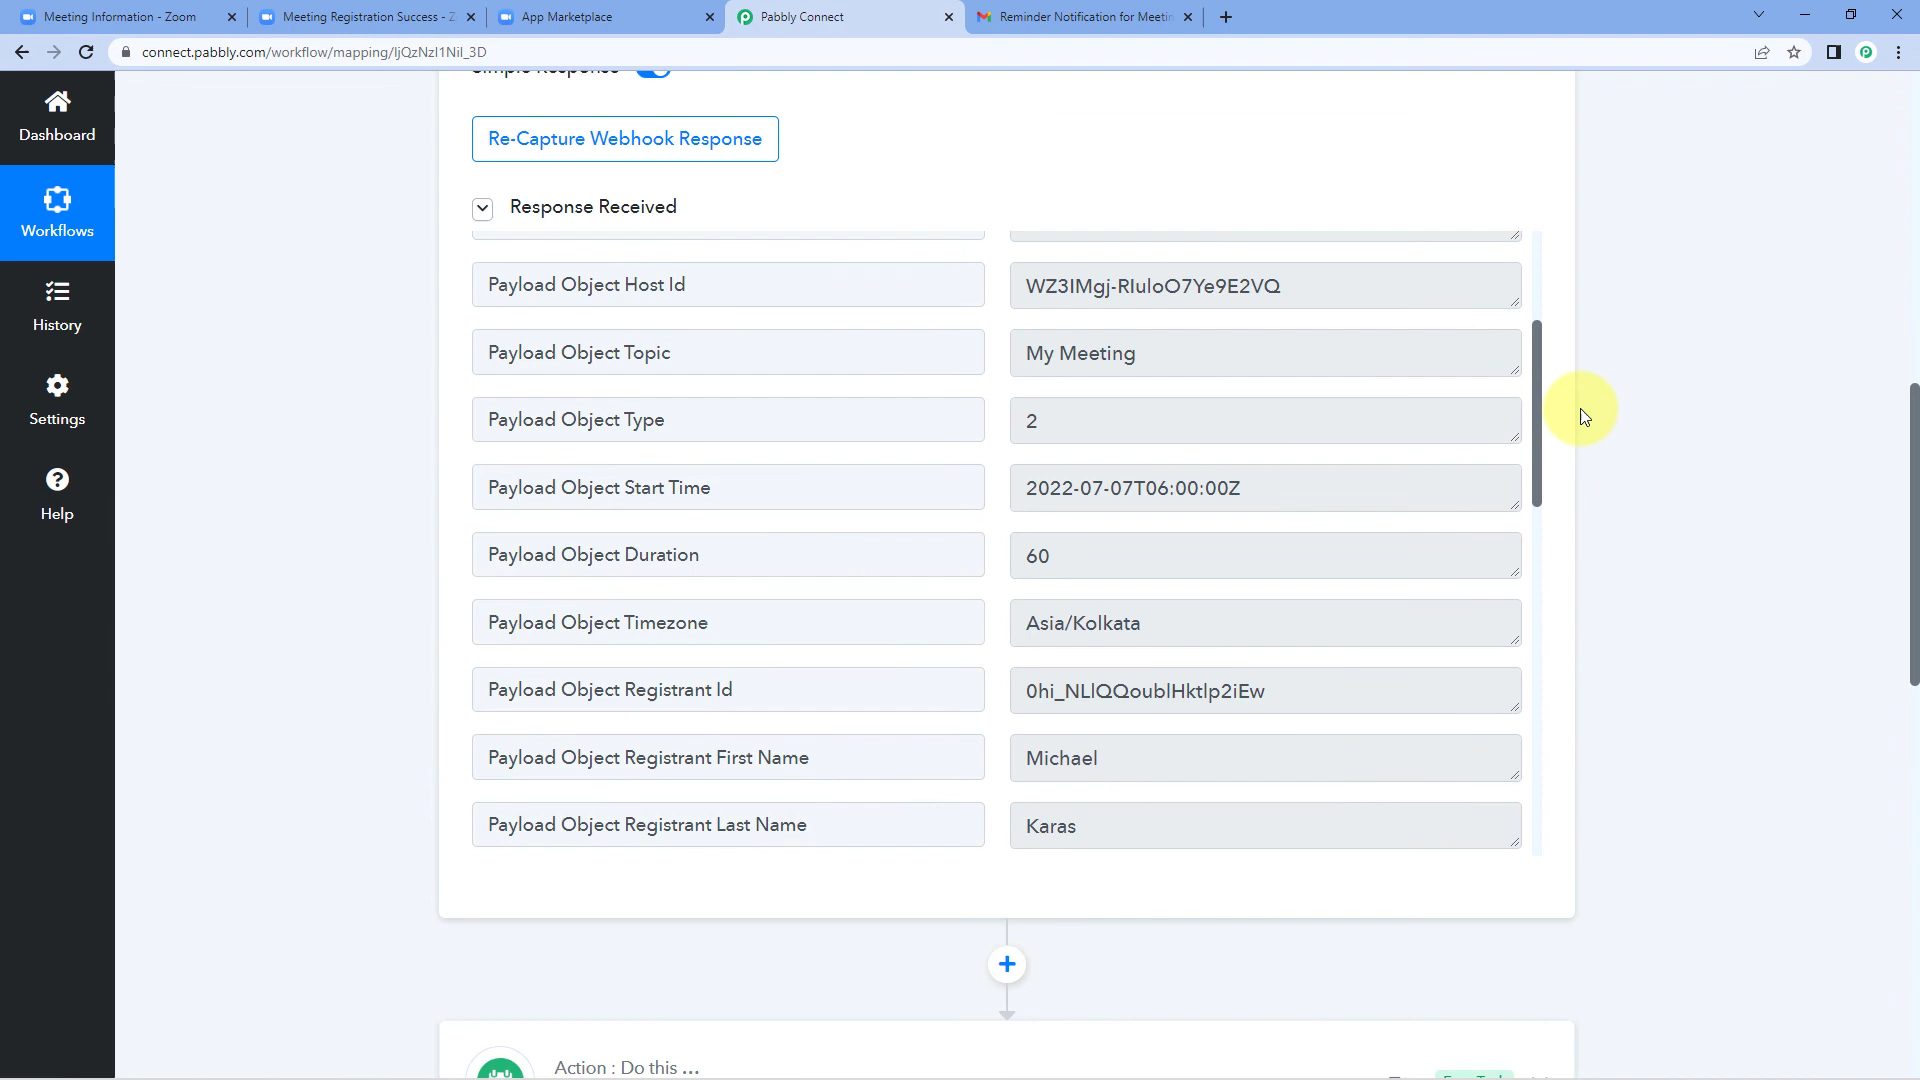 Meeting Information - Zoom
Meeting Registration Success - Z
App Marketplace
Pabbly Connect
Reminder Notification for Meetin
connect.pabbly.com/workflow/mapping/IjQzNzI1NiI_3D
Simple Response
Dashboard
Workflows
History
Settings
Help
Re-Capture Webhook Response
Response Received
Payload Object Host Id
WZ3IMgj-RIuloO7Ye9E2VQ
Payload Object Topic
My Meeting
Payload Object Type
2
Payload Object Start Time
2022-07-07T06:00:00Z
Payload Object Duration
60
Payload Object Timezone
Asia/Kolkata
Payload Object Registrant Id
0hi_NLlQQoublHktlp2iEw
Payload Object Registrant First Name
Michael
Payload Object Registrant Last Name
Karas
Action : Do this ...